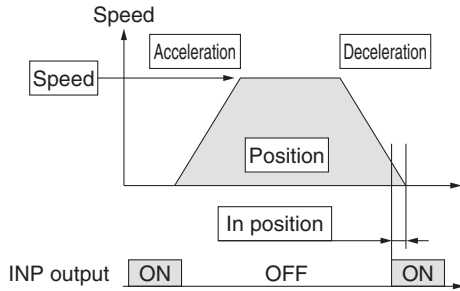 Speed
Acceleration
Deceleration
Speed
Position
In position
INP output ON OFF ON